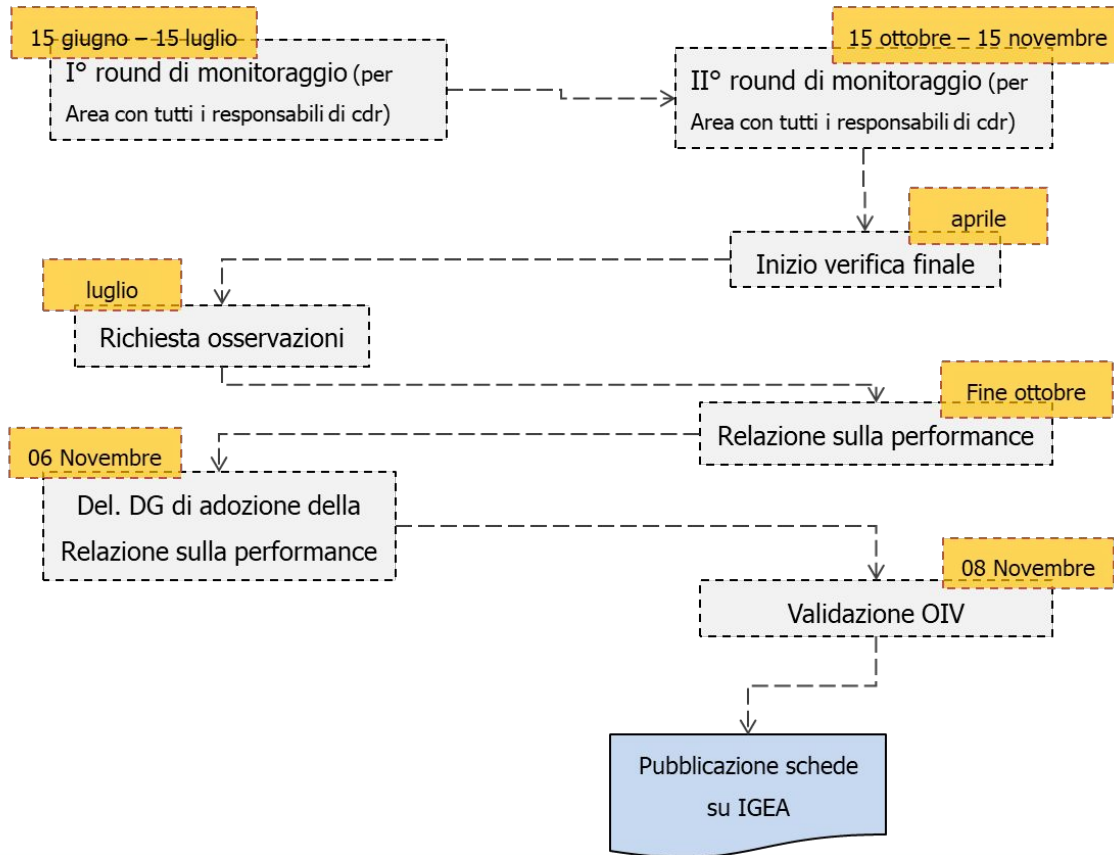 15 giugno – 15 luglio
I° round di monitoraggio (per
Area con tutti i responsabili di cdr)
15 ottobre – 15 novembre
II° round di monitoraggio (per
Area con tutti i responsabili di cdr)
aprile
Inizio verifica finale
luglio
Richiesta osservazioni
Fine ottobre
Relazione sulla performance
06 Novembre
Del. DG di adozione della
Relazione sulla performance
08 Novembre
Validazione OIV
Pubblicazione schede
su IGEA